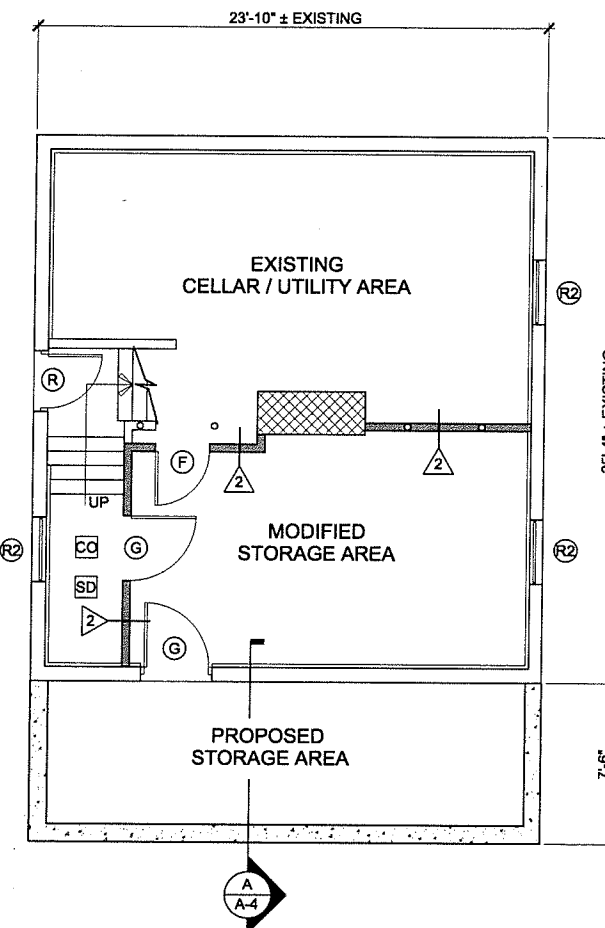 23'-10" ± EXISTING
EXISTING
CELLAR / UTILITY AREA
R2
R
F
2
2
UP
MODIFIED
STORAGE AREA
R2
CO
G
R2
SD
2
G
PROPOSED
STORAGE AREA
7'-6"
A
A-4